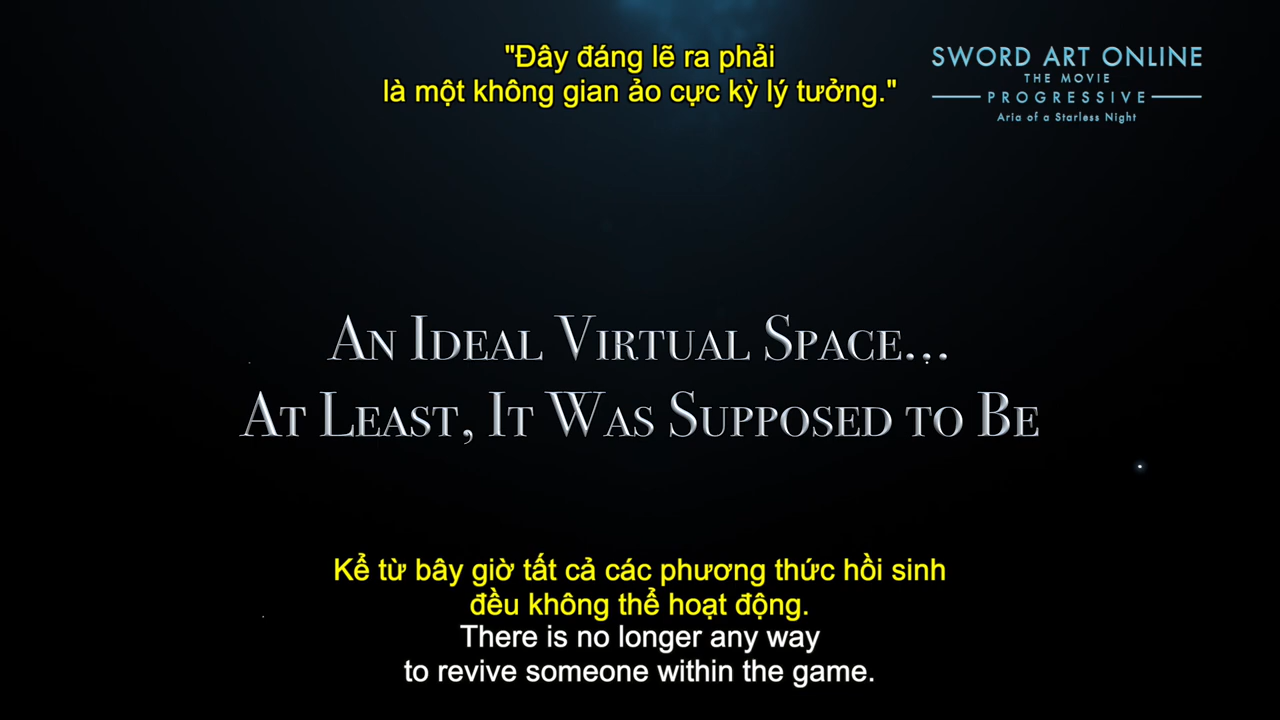 "Đây đáng lẽ ra phải
là một không gian ảo cực kỳ lý tưởng."
SWORD ART ONLINE
THE MOVIE
PROGRESSIVE
Aria of a Starless Night
AN IDEAL VIRTUAL SPACE...
AT LEAST, IT WAS SUPPOSED TO BE
Kể từ bây giờ tất cả các phương thức hồi sinh
đều không thể hoạt động.
There is no longer any way
to revive someone within the game.